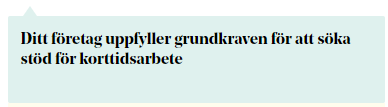 Ditt företag uppfyller grundkraven för att söka
stöd för korttidsarbete